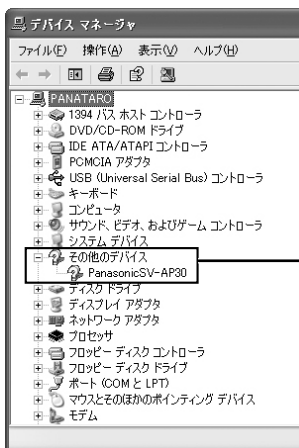 デバイス マネージャ
ファイル(F) 操作(A) 表示(V) ヘルプ(H)
PANATARO
1394 バス ホスト コントローラ
DVD/CD-ROM ドライブ
IDE ATA/ATAPI コントローラ
PCMCIA アダプタ
USB (Universal Serial Bus) コントローラ
キーボード
コンピュータ
サウンド、ビデオ、およびゲーム コントローラ
システム デバイス
その他のデバイス
PanasonicSV-AP30
ディスク ドライブ
ディスプレイ アダプタ
ネットワーク アダプタ
プロセッサ
フロッピー ディスク コントローラ
フロッピー ディスク ドライブ
ポート (COM と LPT)
マウスとそのほかのポインティング デバイス
モデム